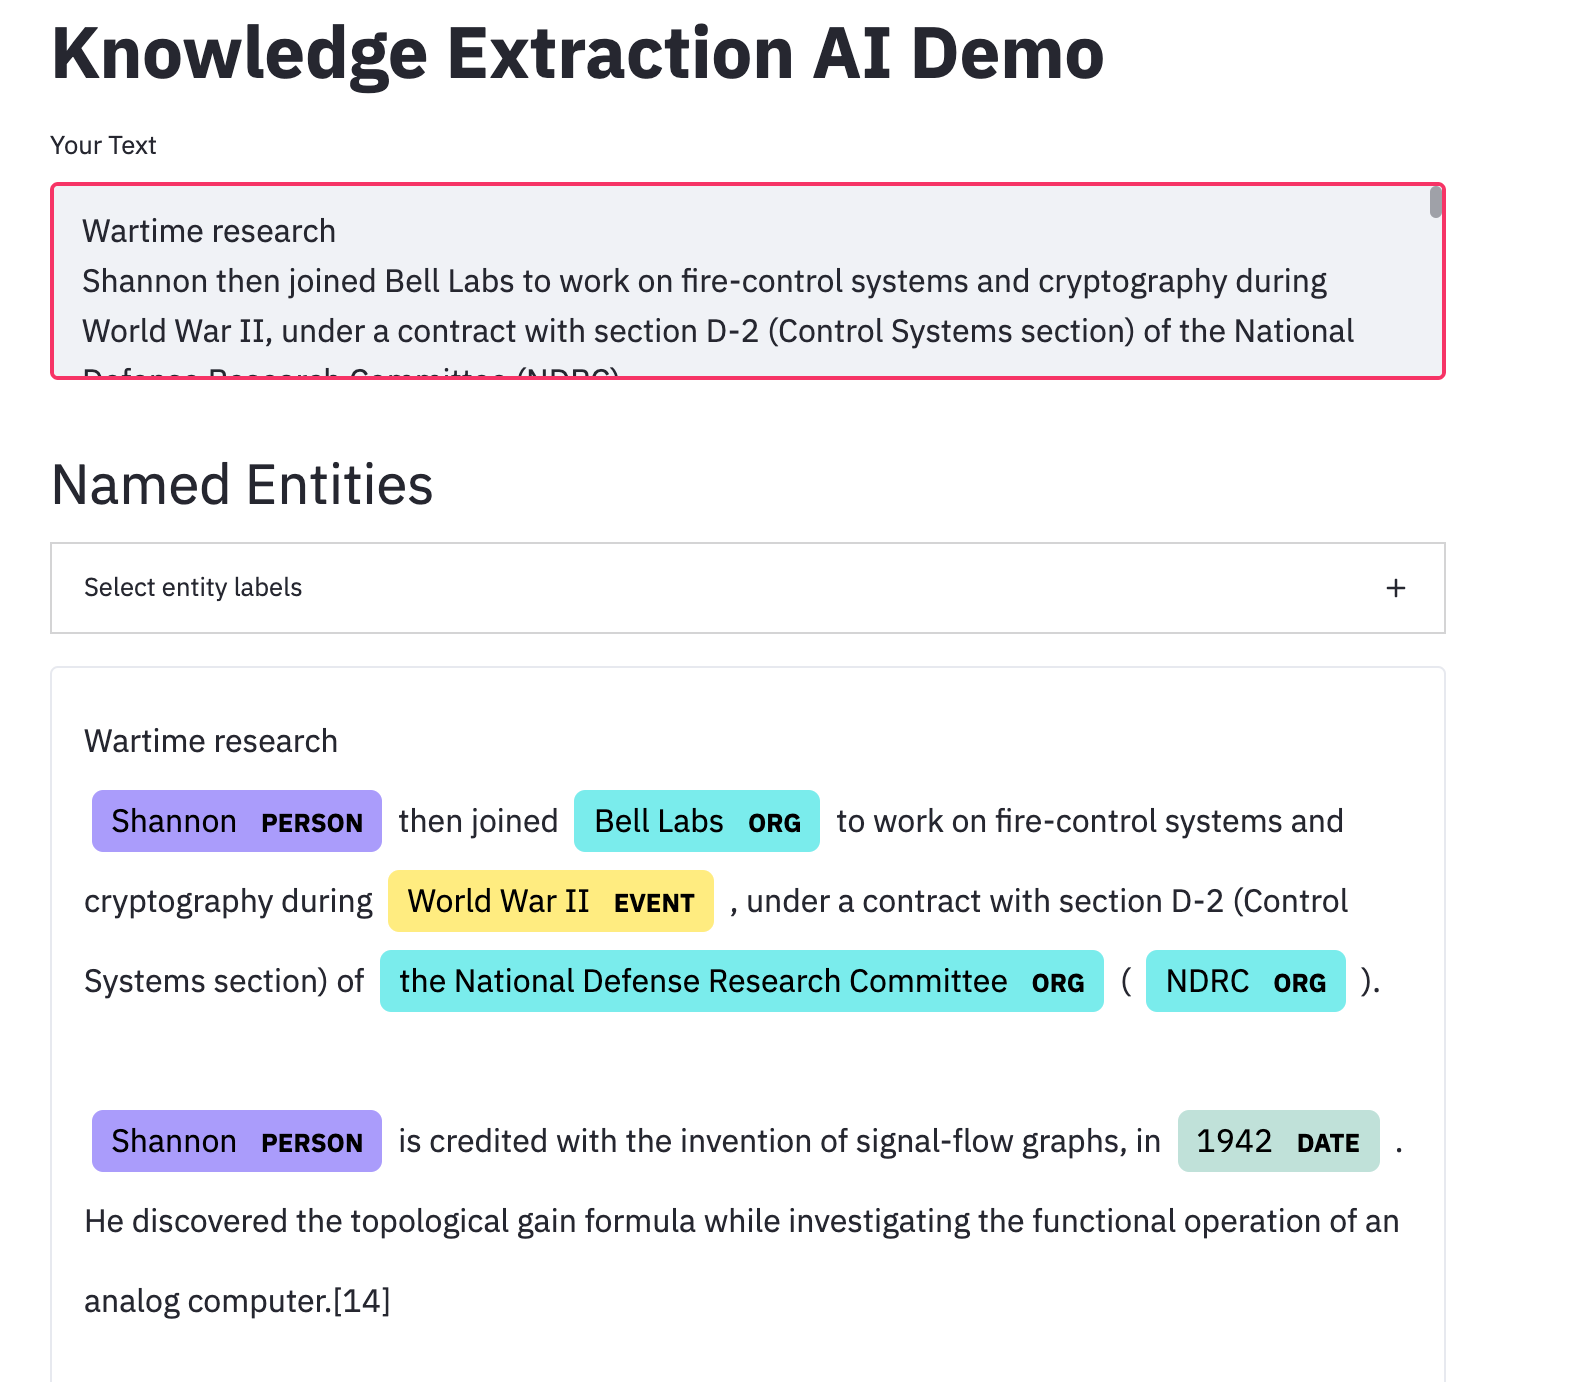 Knowledge Extraction AI Demo
Your Text
Wartime research
Shannon then joined Bell Labs to work on fire-control systems and cryptography during
World War II, under a contract with section D-2 (Control Systems section) of the National
Defense Research Committee (NDRC)
Named Entities
Select entity labels +
Wartime research
Shannon PERSON then joined Bell Labs ORG to work on fire-control systems and
cryptography during World War II EVENT , under a contract with section D-2 (Control
Systems section) of the National Defense Research Committee ORG ( NDRC ORG ).
Shannon PERSON is credited with the invention of signal-flow graphs, in 1942 DATE .
He discovered the topological gain formula while investigating the functional operation of an
analog computer.[14]